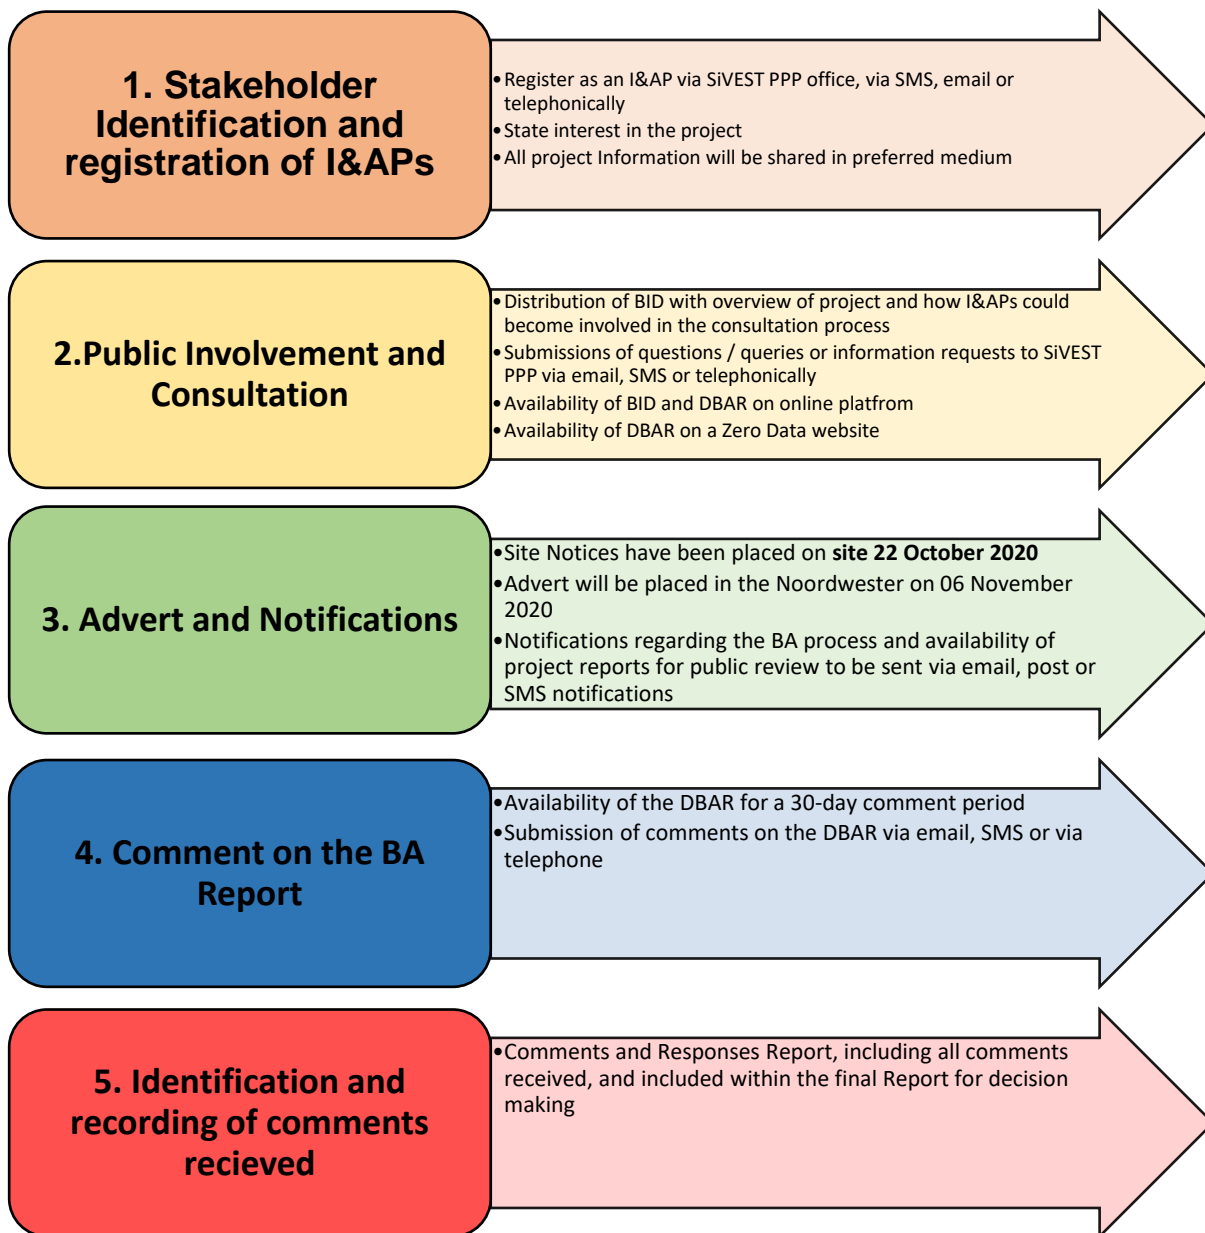 1. Stakeholder
Identification and
registration of I&APs
•Register as an I&AP via SiVEST PPP office, via SMS, email or
telephonically
•State interest in the project
•All project Information will be shared in preferred medium
2.Public Involvement and
Consultation
•Distribution of BID with overview of project and how I&APs could
become involved in the consultation process
•Submissions of questions / queries or information requests to SiVEST
PPP via email, SMS or telephonically
•Availability of BID and DBAR on online platfrom
•Availability of DBAR on a Zero Data website
3. Advert and Notifications
•Site Notices have been placed on site 22 October 2020
•Advert will be placed in the Noordwester on 06 November
2020
•Notifications regarding the BA process and availability of
project reports for public review to be sent via email, post or
SMS notifications
4. Comment on the BA
Report
•Availability of the DBAR for a 30-day comment period
•Submission of comments on the DBAR via email, SMS or via
telephone
5. Identification and
recording of comments
recieved
•Comments and Responses Report, including all comments
received, and included within the final Report for decision
making